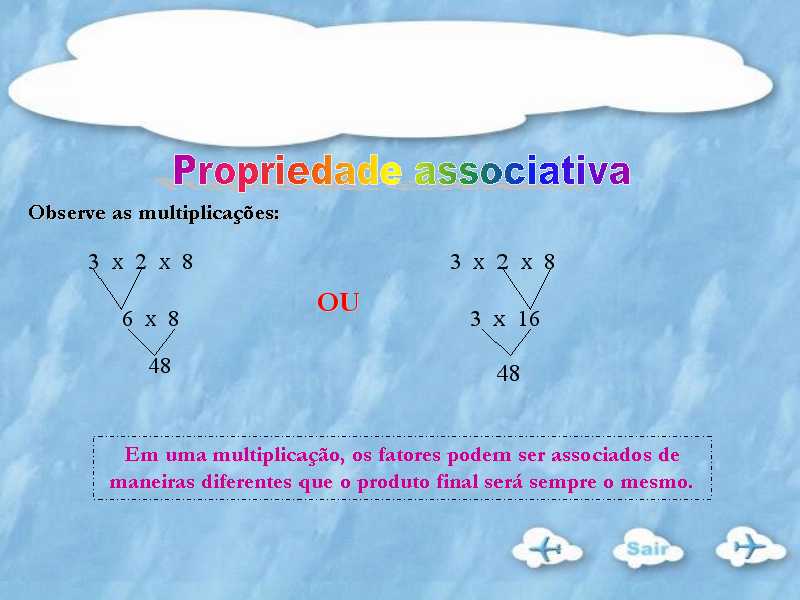 Propriedade associativa
Observe as multiplicações:
3 x 2 x 8
6 x 8
48
OU
3 x 2 x 8
3 x 16
48
Em uma multiplicação, os fatores podem ser associados de
maneiras diferentes que o produto final será sempre o mesmo.
Sair